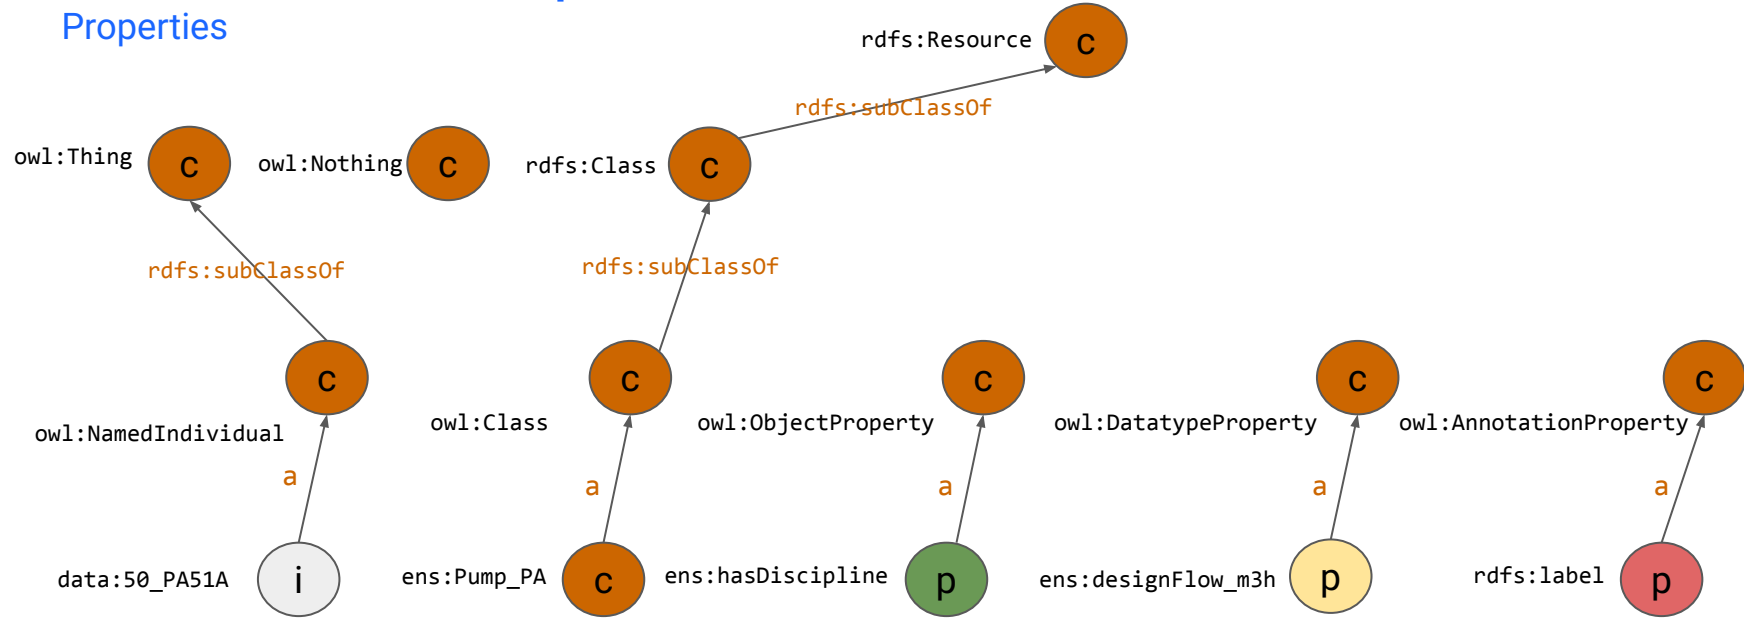 Properties
rdfs:Resource
c
rdfs:subClassOf
owl:Thing
c
owl:Nothing
c
rdfs:Class
c
rdfs:subClassOf
rdfs:subClassOf
c
c
c
c
c
owl:NamedIndividual
owl:Class
owl:ObjectProperty
owl:DatatypeProperty
owl:AnnotationProperty
a
a
a
a
a
data:50_PA51A
i
ens:Pump_PA
c
ens:hasDiscipline
p
ens:designFlow_m3h
p
rdfs:label
p